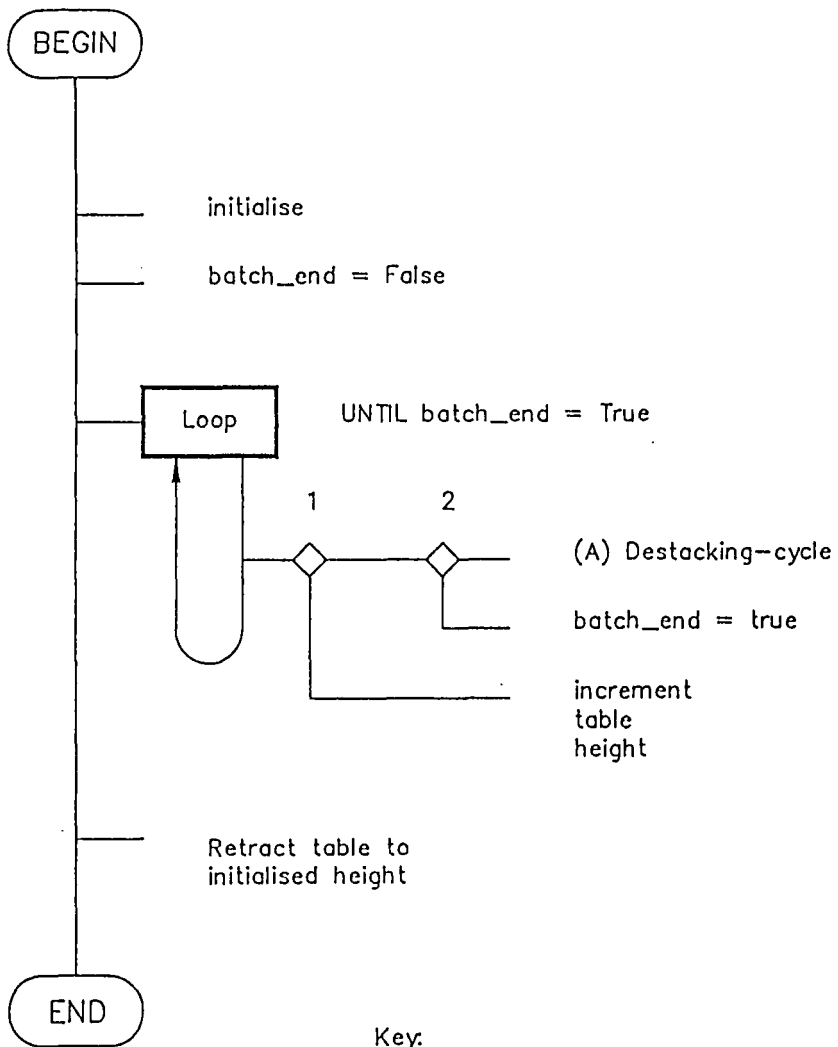 BEGIN
initialise
batch_end = False
Loop
UNTIL batch_end = True
1
2
(A) Destacking-cycle
batch_end = true
increment
table
height
Retract table to
initialised height
END
Key: